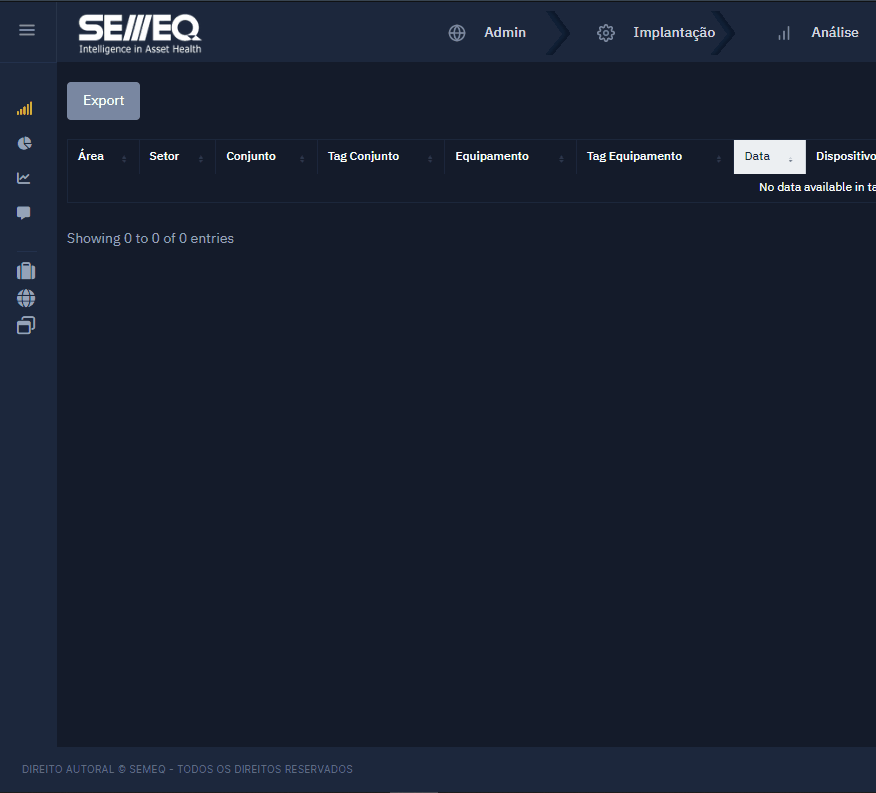 SEMEQ
Intelligence in Asset Health
Admin
Implantação
Análise
Export
Área Setor Conjunto Tag Conjunto Equipamento Tag Equipamento Data Dispositivo
No data available in ta
Showing 0 to 0 of 0 entries
DIREITO AUTORAL © SEMEQ - TODOS OS DIREITOS RESERVADOS